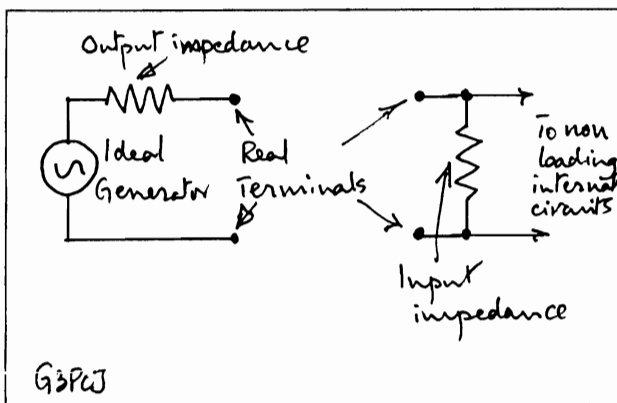 Output impedance
Ideal
Generator
Real
Terminals
To non
loading
internal
circuits
Input
impedance
G3PCJ